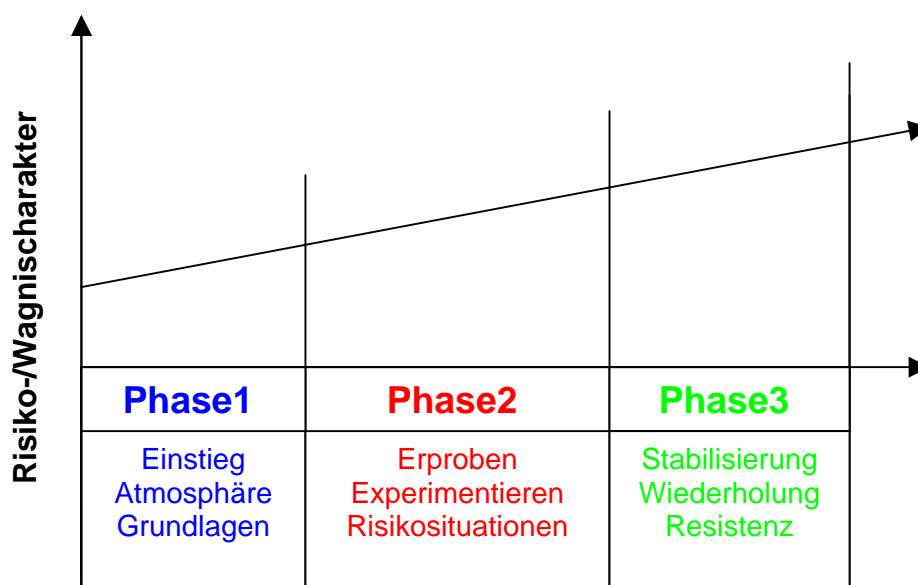 Risiko-/Wagnischarakter
Phase1
Phase2
Phase3
Einstieg
Atmosphäre
Grundlagen
Erproben
Experimentieren
Risikosituationen
Stabilisierung
Wiederholung
Resistenz